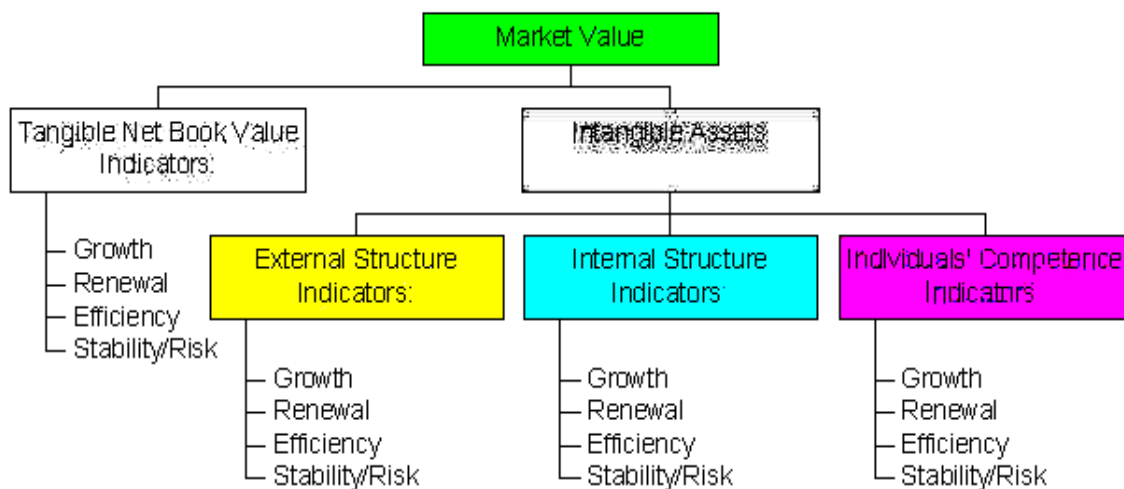 Market Value
Tangible Net Book Value
Indicators:
Intangible Assets
Growth
Renewal
Efficiency
Stability/Risk
External Structure
Indicators:
Internal Structure
Indicators:
Individuals' Competence
Indicators
Growth
Renewal
Efficiency
Stability/Risk
Growth
Renewal
Efficiency
Stability/Risk
Growth
Renewal
Efficiency
Stability/Risk